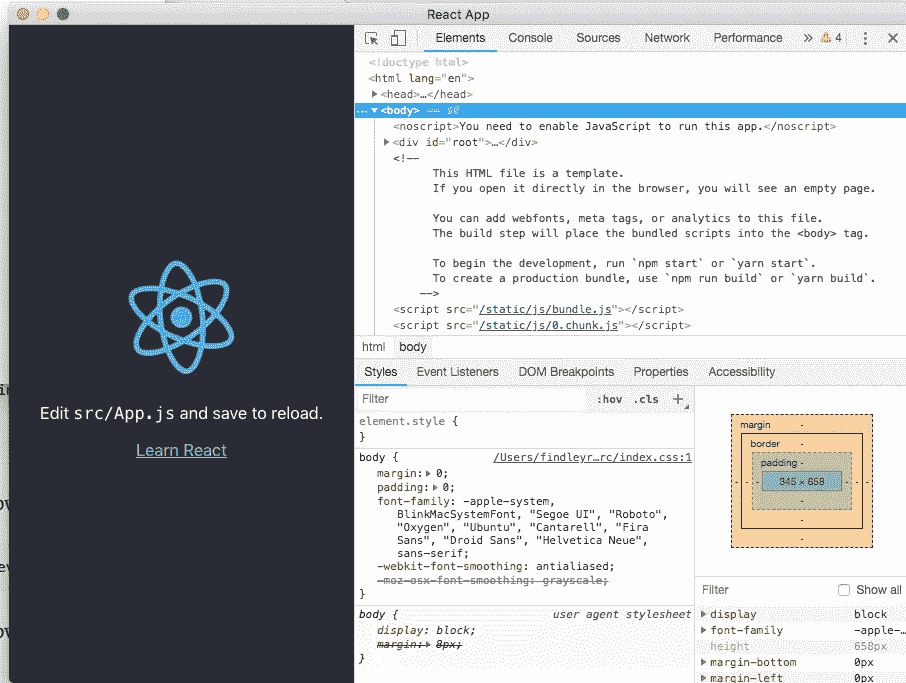 React App
Edit src/App.js and save to reload.
Learn React
Elements Console Sources Network Performance » 4
<!doctype html>
<html lang="en">
<head>…</head>
… <body> == $0
<noscript>You need to enable JavaScript to run this app.</noscript>
<div id="root">…</div>
<!--
This HTML file is a template.
If you open it directly in the browser, you will see an empty page.
You can add webfonts, meta tags, or analytics to this file.
The build step will place the bundled scripts into the <body> tag.
To begin the development, run `npm start` or `yarn start`.
To create a production bundle, use `npm run build` or `yarn build`.
-->
<script src="/static/js/bundle.js"></script>
<script src="/static/js/0.chunk.js"></script>
html body
Styles Event Listeners DOM Breakpoints Properties Accessibility
Filter :hov .cls +
element.style {
}
body { /Users/findleyr…rc/index.css:1
margin: 0;
padding: 0;
font-family: -apple-system,
BlinkMacSystemFont, "Segoe UI", "Roboto",
"Oxygen", "Ubuntu", "Cantarell", "Fira
Sans", "Droid Sans", "Helvetica Neue",
sans-serif;
-webkit-font-smoothing: antialiased;
-moz-osx-font-smoothing: grayscale;
}
body { user agent stylesheet
display: block;
margin: 8px;
}
margin -
border -
padding -
- - - 345 × 658 - - -
-
-
-
Filter Show all
display block
font-family -apple-…
height 658px
margin-bottom 0px
margin-left 0px